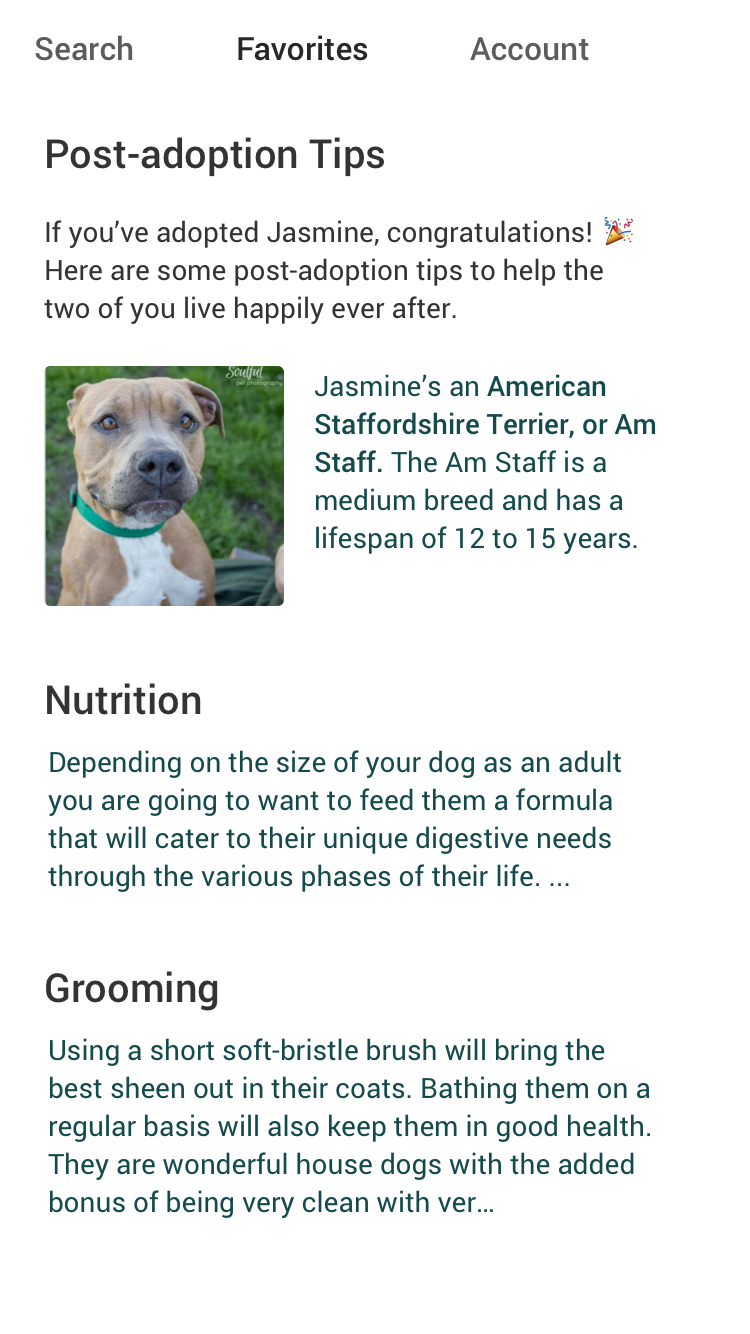 Search Favorites Account
Post-adoption Tips
If you’ve adopted Jasmine, congratulations! 🎉
Here are some post-adoption tips to help the
two of you live happily ever after.
Soulful
pet photography
Jasmine’s an American
Staffordshire Terrier, or Am
Staff. The Am Staff is a
medium breed and has a
lifespan of 12 to 15 years.
Nutrition
Depending on the size of your dog as an adult
you are going to want to feed them a formula
that will cater to their unique digestive needs
through the various phases of their life. ...
Grooming
Using a short soft-bristle brush will bring the
best sheen out in their coats. Bathing them on a
regular basis will also keep them in good health.
They are wonderful house dogs with the added
bonus of being very clean with ver…